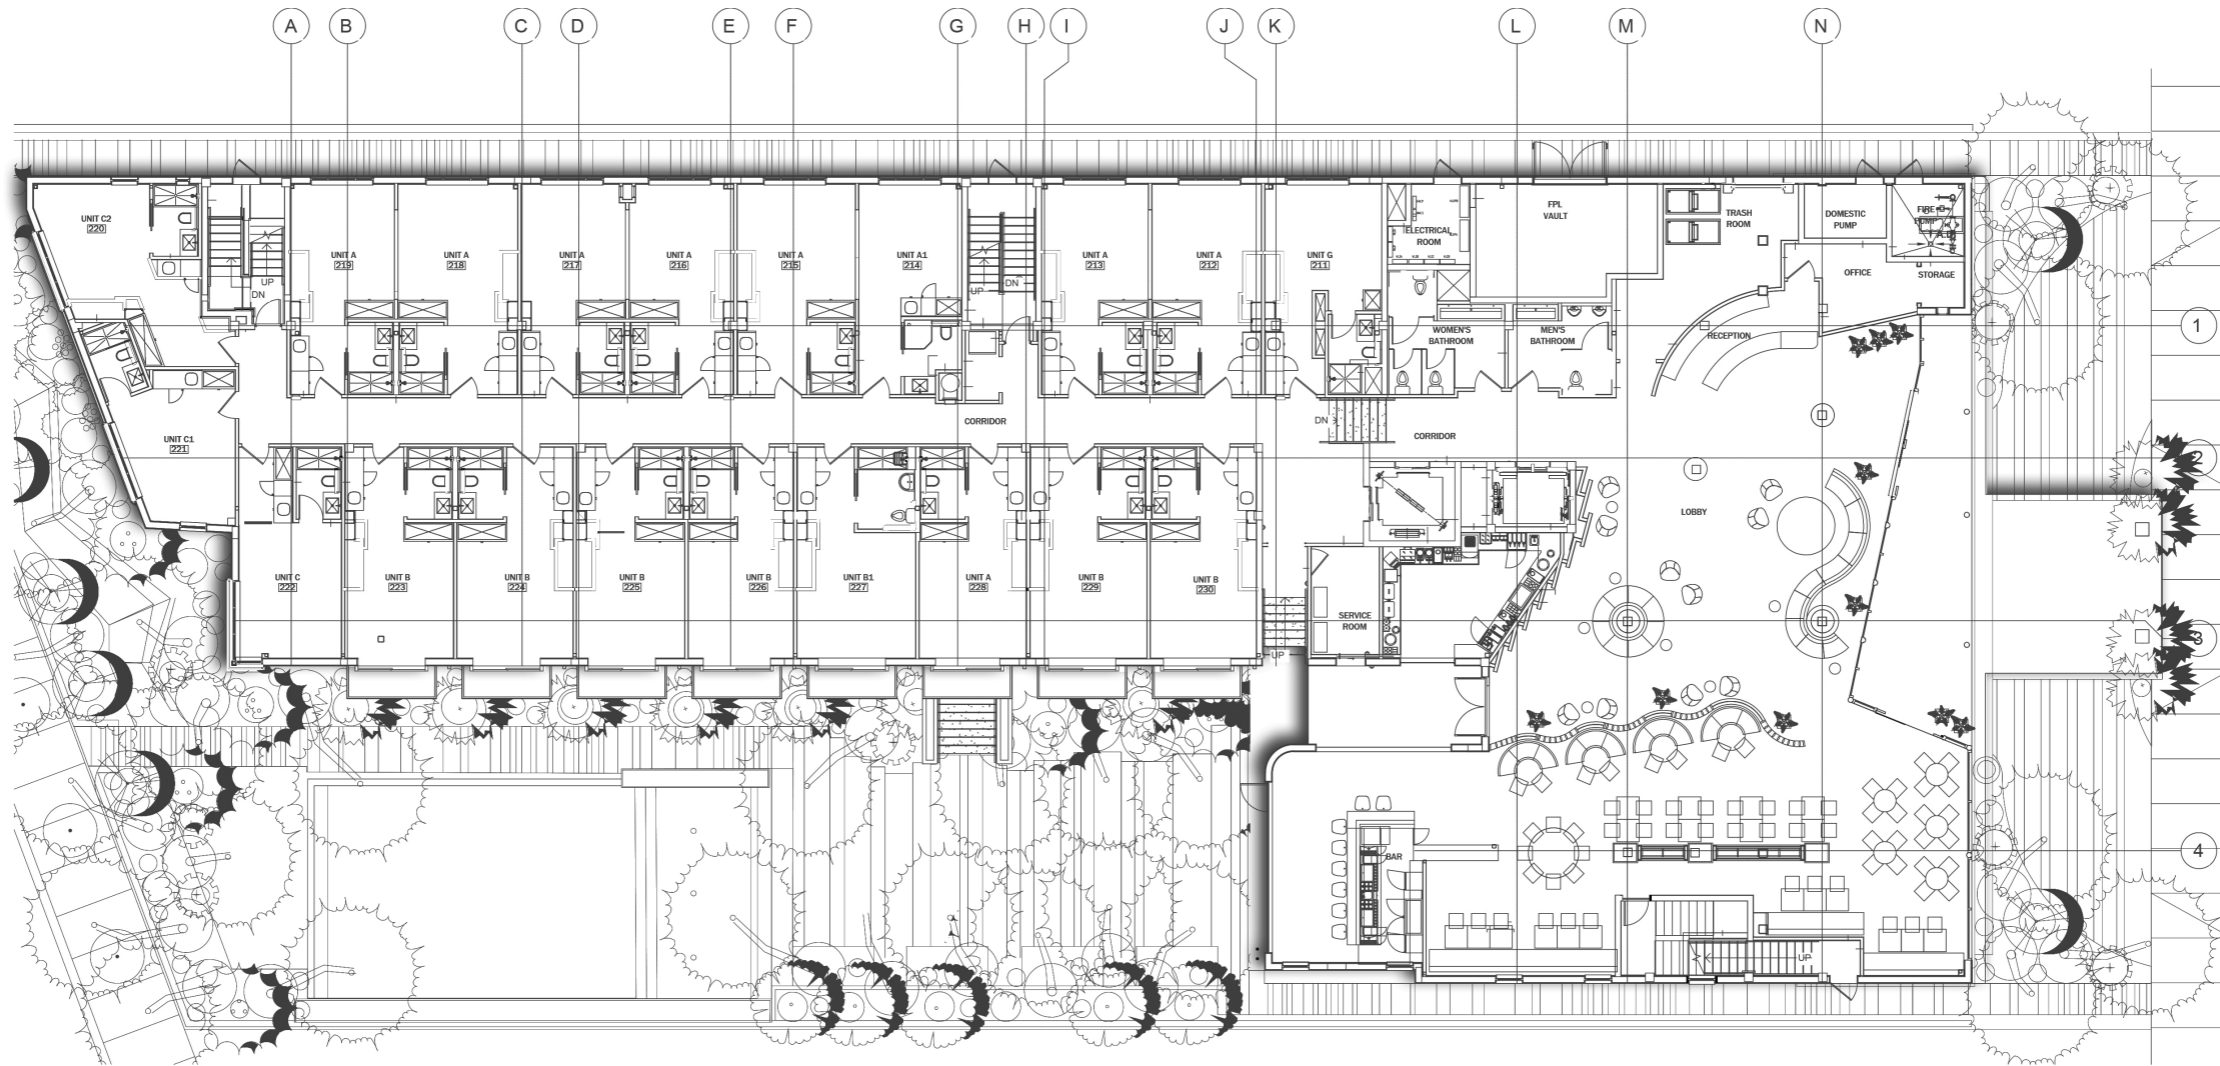 A B C D E F G H I J K L M N
UNIT C2
220
UP
DN
UNIT A
219
UNIT A
218
UNIT A
217
UNIT A
216
UNIT A
215
UNIT A1
214
UP
DN
UNIT A
213
UNIT A
212
UNIT G
211
ELECTRICAL
ROOM
FPL
VAULT
TRASH
ROOM
DOMESTIC
PUMP
FIRE
PUMP
OFFICE
STORAGE
WOMEN'S
BATHROOM
MEN'S
BATHROOM
RECEPTION
1
CORRIDOR
DN
CORRIDOR
UNIT C1
221
2
LOBBY
UNIT C
222
UNIT B
223
UNIT B
224
UNIT B
225
UNIT B
226
UNIT B1
227
UNIT A
228
UNIT B
229
UNIT B
230
SERVICE
ROOM
UP
3
BAR
4
UP